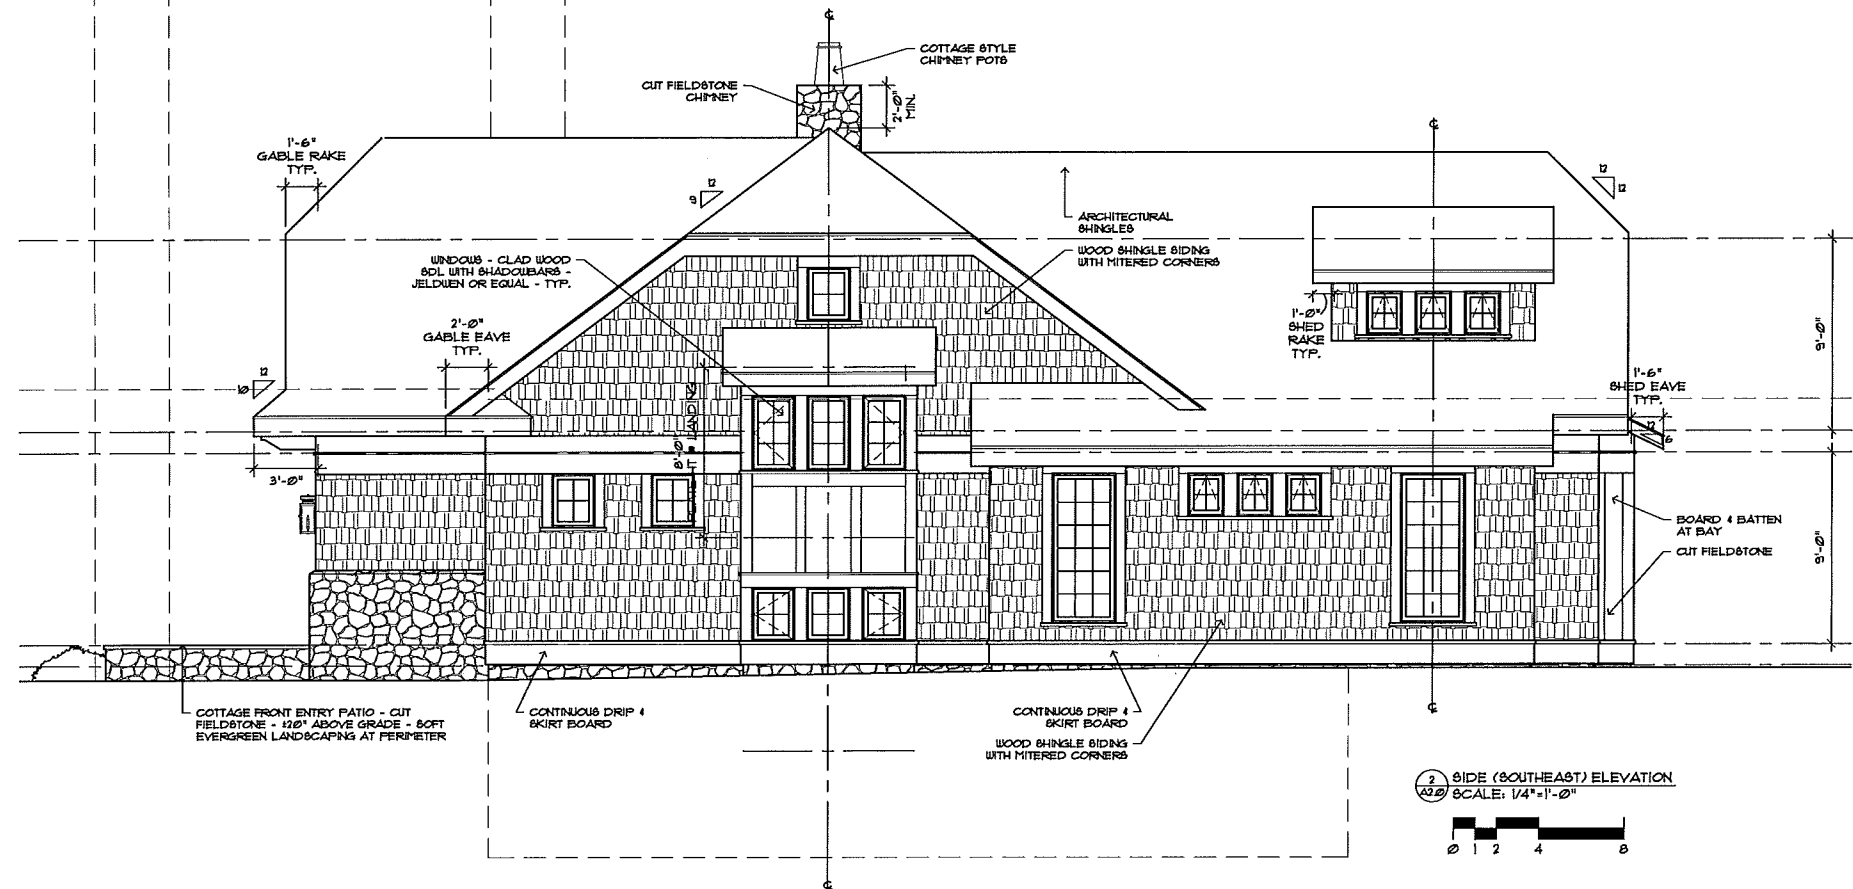 ℄
COTTAGE STYLE
CHIMNEY POTS
CUT FIELDSTONE
CHIMNEY
2'-0"
MIN.
℄
1'-6"
GABLE RAKE
TYP.
12
9
12
12
ARCHITECTURAL
SHINGLES
WOOD SHINGLE SIDING
WITH MITERED CORNERS
WINDOWS - CLAD WOOD
SDL WITH SHADOWBARS -
JELDWEN OR EQUAL - TYP.
2'-0"
GABLE EAVE
TYP.
1'-0"
SHED
RAKE
TYP.
9'-0"
12
1'-6"
SHED EAVE
TYP.
12
6
8'-0"
3'-0"
BOARD & BATTEN
AT BAY
CUT FIELDSTONE
9'-0"
COTTAGE FRONT ENTRY PATIO - CUT
FIELDSTONE - ±20" ABOVE GRADE - SOFT
EVERGREEN LANDSCAPING AT PERIMETER
CONTINUOUS DRIP &
SKIRT BOARD
CONTINUOUS DRIP &
SKIRT BOARD
WOOD SHINGLE SIDING
WITH MITERED CORNERS
℄
2
A2.0
SIDE (SOUTHEAST) ELEVATION
SCALE: 1/4"=1'-0"
0 1 2 4 8
℄